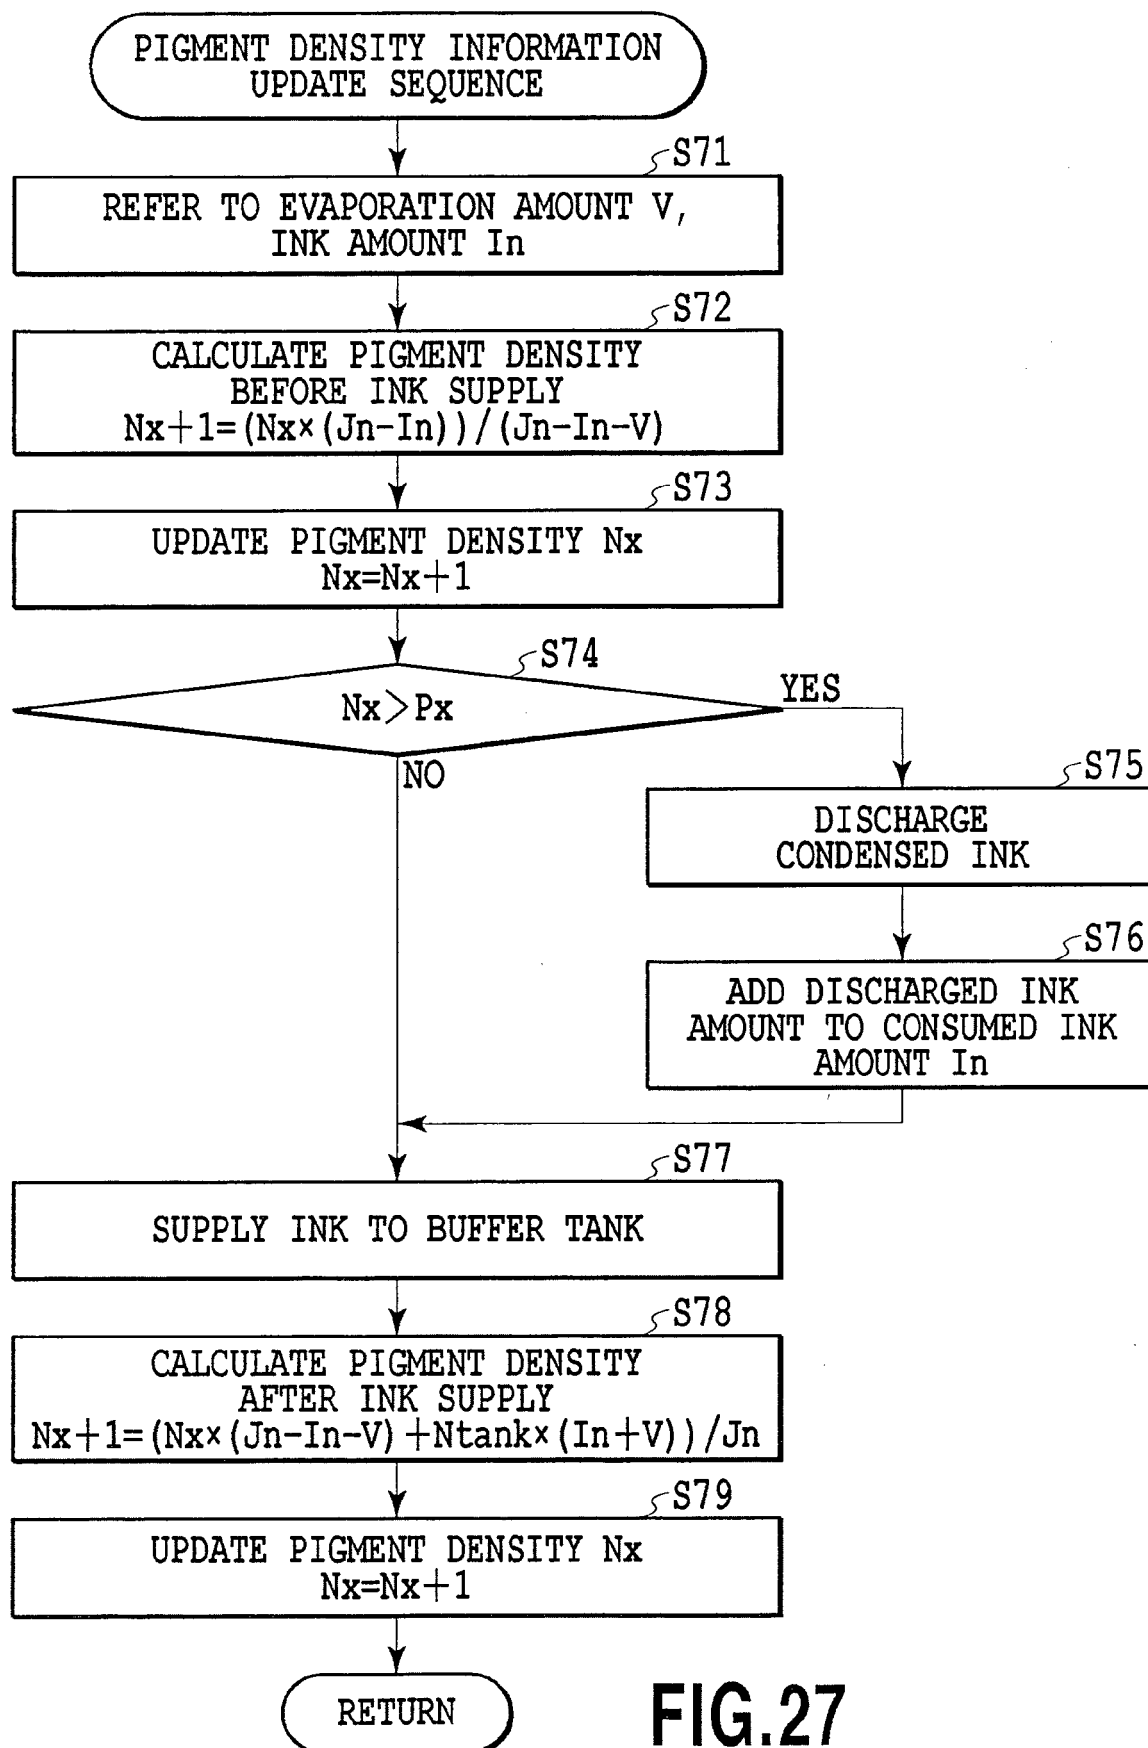 PIGMENT DENSITY INFORMATION
UPDATE SEQUENCE
S71
REFER TO EVAPORATION AMOUNT V,
INK AMOUNT In
S72
CALCULATE PIGMENT DENSITY
BEFORE INK SUPPLY
Nx+1=(Nx×(Jn-In))/(Jn-In-V)
S73
UPDATE PIGMENT DENSITY Nx
Nx=Nx+1
S74
Nx>Px
YES
NO
S75
DISCHARGE
CONDENSED INK
S76
ADD DISCHARGED INK
AMOUNT TO CONSUMED INK
AMOUNT In
S77
SUPPLY INK TO BUFFER TANK
S78
CALCULATE PIGMENT DENSITY
AFTER INK SUPPLY
Nx+1=(Nx×(Jn-In-V)+Ntank×(In+V))/Jn
S79
UPDATE PIGMENT DENSITY Nx
Nx=Nx+1
RETURN
FIG.27